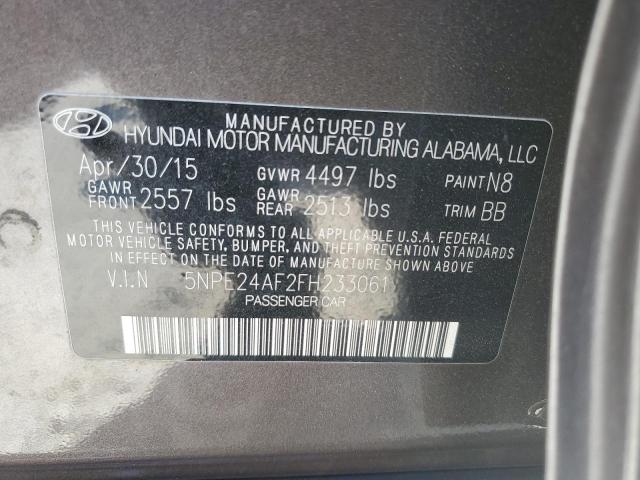 MANUFACTURED BY
HYUNDAI MOTOR MANUFACTURING ALABAMA, LLC
Apr/30/15 GVWR 4497 lbs PAINT N8
GAWR FRONT 2557 lbs GAWR REAR 2513 lbs TRIM BB
THIS VEHICLE CONFORMS TO ALL APPLICABLE U.S. FEDERAL
MOTOR VEHICLE SAFETY, BUMPER, AND THEFT PREVENTION STANDARDS
IN EFFECT ON THE DATE OF MANUFACTURE SHOWN ABOVE.
V.I.N 5NPE24AF2FH233061
PASSENGER CAR